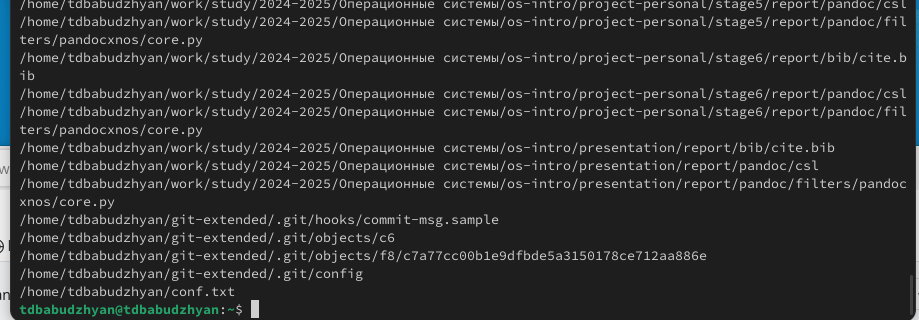 /home/tdbabudzhyan/work/study/2024-2025/Операционные системы/os-intro/project-personal/stage5/report/pandoc/csl
/home/tdbabudzhyan/work/study/2024-2025/Операционные системы/os-intro/project-personal/stage5/report/pandoc/fil
ters/pandocxnos/core.py
/home/tdbabudzhyan/work/study/2024-2025/Операционные системы/os-intro/project-personal/stage6/report/bib/cite.b
ib
/home/tdbabudzhyan/work/study/2024-2025/Операционные системы/os-intro/project-personal/stage6/report/pandoc/csl
/home/tdbabudzhyan/work/study/2024-2025/Операционные системы/os-intro/project-personal/stage6/report/pandoc/fil
ters/pandocxnos/core.py
/home/tdbabudzhyan/work/study/2024-2025/Операционные системы/os-intro/presentation/report/bib/cite.bib
/home/tdbabudzhyan/work/study/2024-2025/Операционные системы/os-intro/presentation/report/pandoc/csl
/home/tdbabudzhyan/work/study/2024-2025/Операционные системы/os-intro/presentation/report/pandoc/filters/pandoc
xnos/core.py
/home/tdbabudzhyan/git-extended/.git/hooks/commit-msg.sample
/home/tdbabudzhyan/git-extended/.git/objects/c6
/home/tdbabudzhyan/git-extended/.git/objects/f8/c7a77cc00b1e9dfbde5a3150178ce712aa886e
/home/tdbabudzhyan/git-extended/.git/config
/home/tdbabudzhyan/conf.txt
tdbabudzhyan@tdbabudzhyan:~$